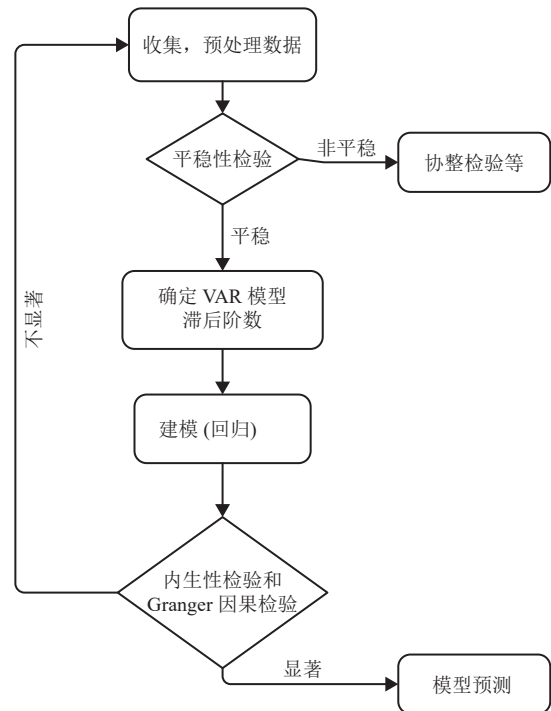 收集，预处理数据
平稳性检验
非平稳
协整检验等
平稳
确定 VAR 模型
滞后阶数
不显著
建模 (回归)
内生性检验和
Granger 因果检验
显著
模型预测